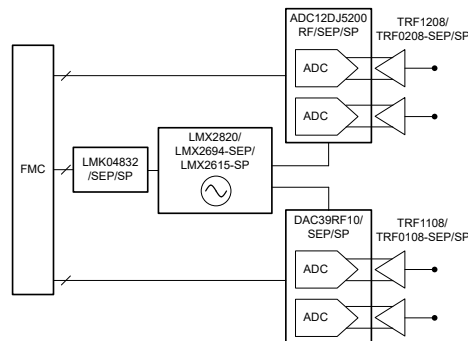 ADC12DJ5200
RF/SEP/SP
TRF1208/
TRF0208-SEP/SP
ADC
ADC
FMC
LMK04832
/SEP/SP
LMX2820/
LMX2694-SEP/
LMX2615-SP
DAC39RF10/
SEP/SP
TRF1108/
TRF0108-SEP/SP
ADC
ADC